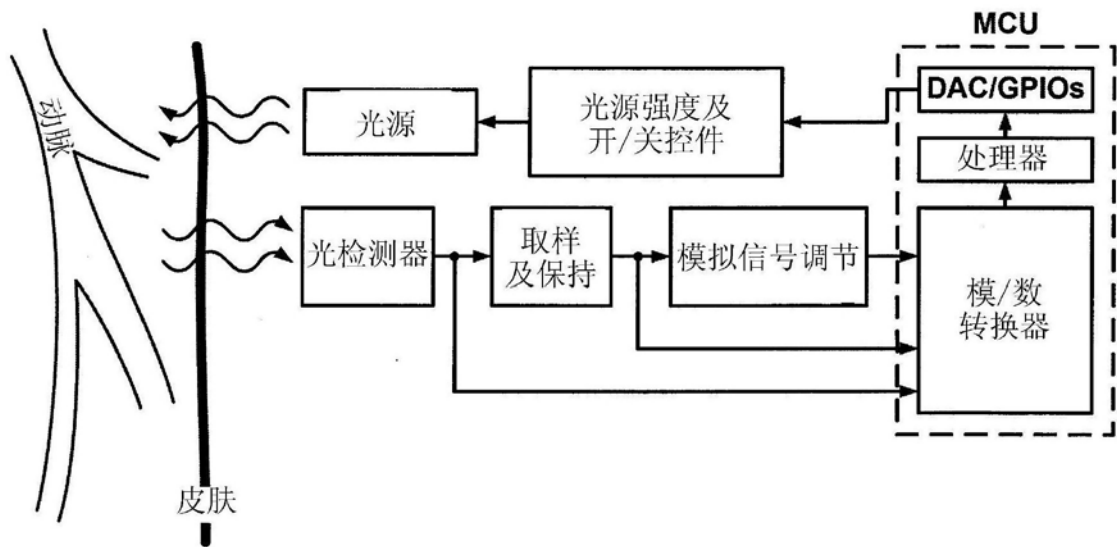 MCU
动脉
光源
光源强度及
开/关控件
DAC/GPIOs
处理器
光检测器
取样
及保持
模拟信号调节
模/数
转换器
皮肤